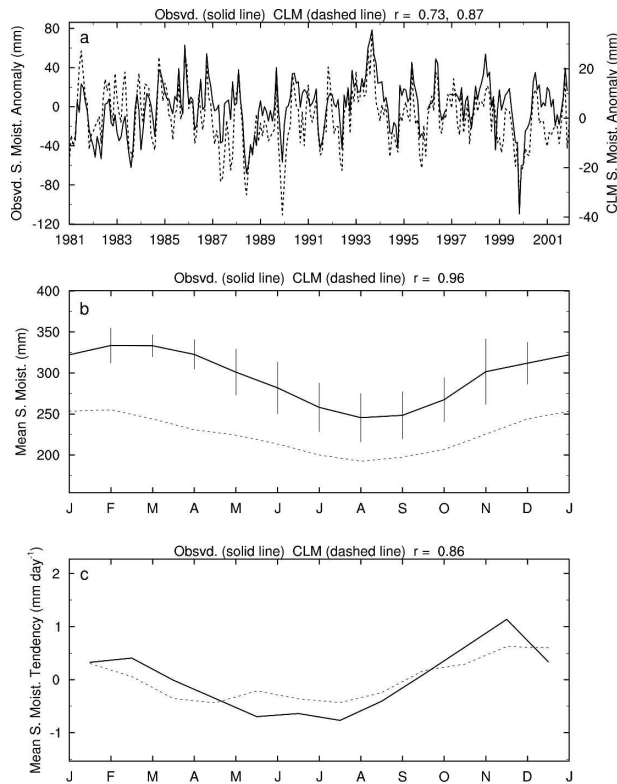 Obsvd. (solid line) CLM (dashed line) r = 0.73, 0.87
a
Obsvd. S. Moist. Anomaly (mm)
80
40
0
-40
-80
-120
CLM S. Moist. Anomaly (mm)
20
0
-20
-40
1981 1983 1985 1987 1989 1991 1993 1995 1997 1999 2001
Obsvd. (solid line) CLM (dashed line) r = 0.96
b
Mean S. Moist. (mm)
400
350
300
250
200
J F M A M J J A S O N D J
Obsvd. (solid line) CLM (dashed line) r = 0.86
c
Mean S. Moist. Tendency (mm day⁻¹)
2
1
0
-1
J F M A M J J A S O N D J